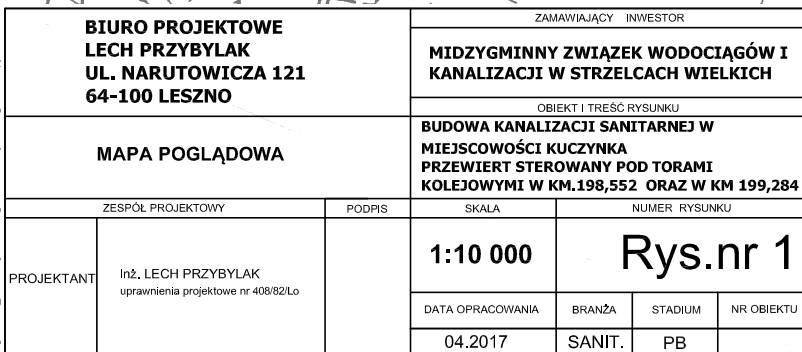 BIURO PROJEKTOWE
LECH PRZYBYLAK
UL. NARUTOWICZA 121
64-100 LESZNO
ZAMAWIAJĄCY INWESTOR
MIDZYGMINNY ZWIĄZEK WODOCIĄGÓW I
KANALIZACJI W STRZELCACH WIELKICH
OBIEKT I TREŚĆ RYSUNKU
MAPA POGLĄDOWA
BUDOWA KANALIZACJI SANITARNEJ W
MIEJSCOWOŚCI KUCZYNKA
PRZEWIERT STEROWANY POD TORAMI
KOLEJOWYMI W KM.198,552 ORAZ W KM 199,284
ZESPÓŁ PROJEKTOWY
PODPIS
SKALA
NUMER RYSUNKU
PROJEKTANT
Inż. LECH PRZYBYLAK
uprawnienia projektowe nr 408/82/Lo
1:10 000
Rys.nr 1
DATA OPRACOWANIA
BRANŻA
STADIUM
NR OBIEKTU
04.2017
SANIT.
PB